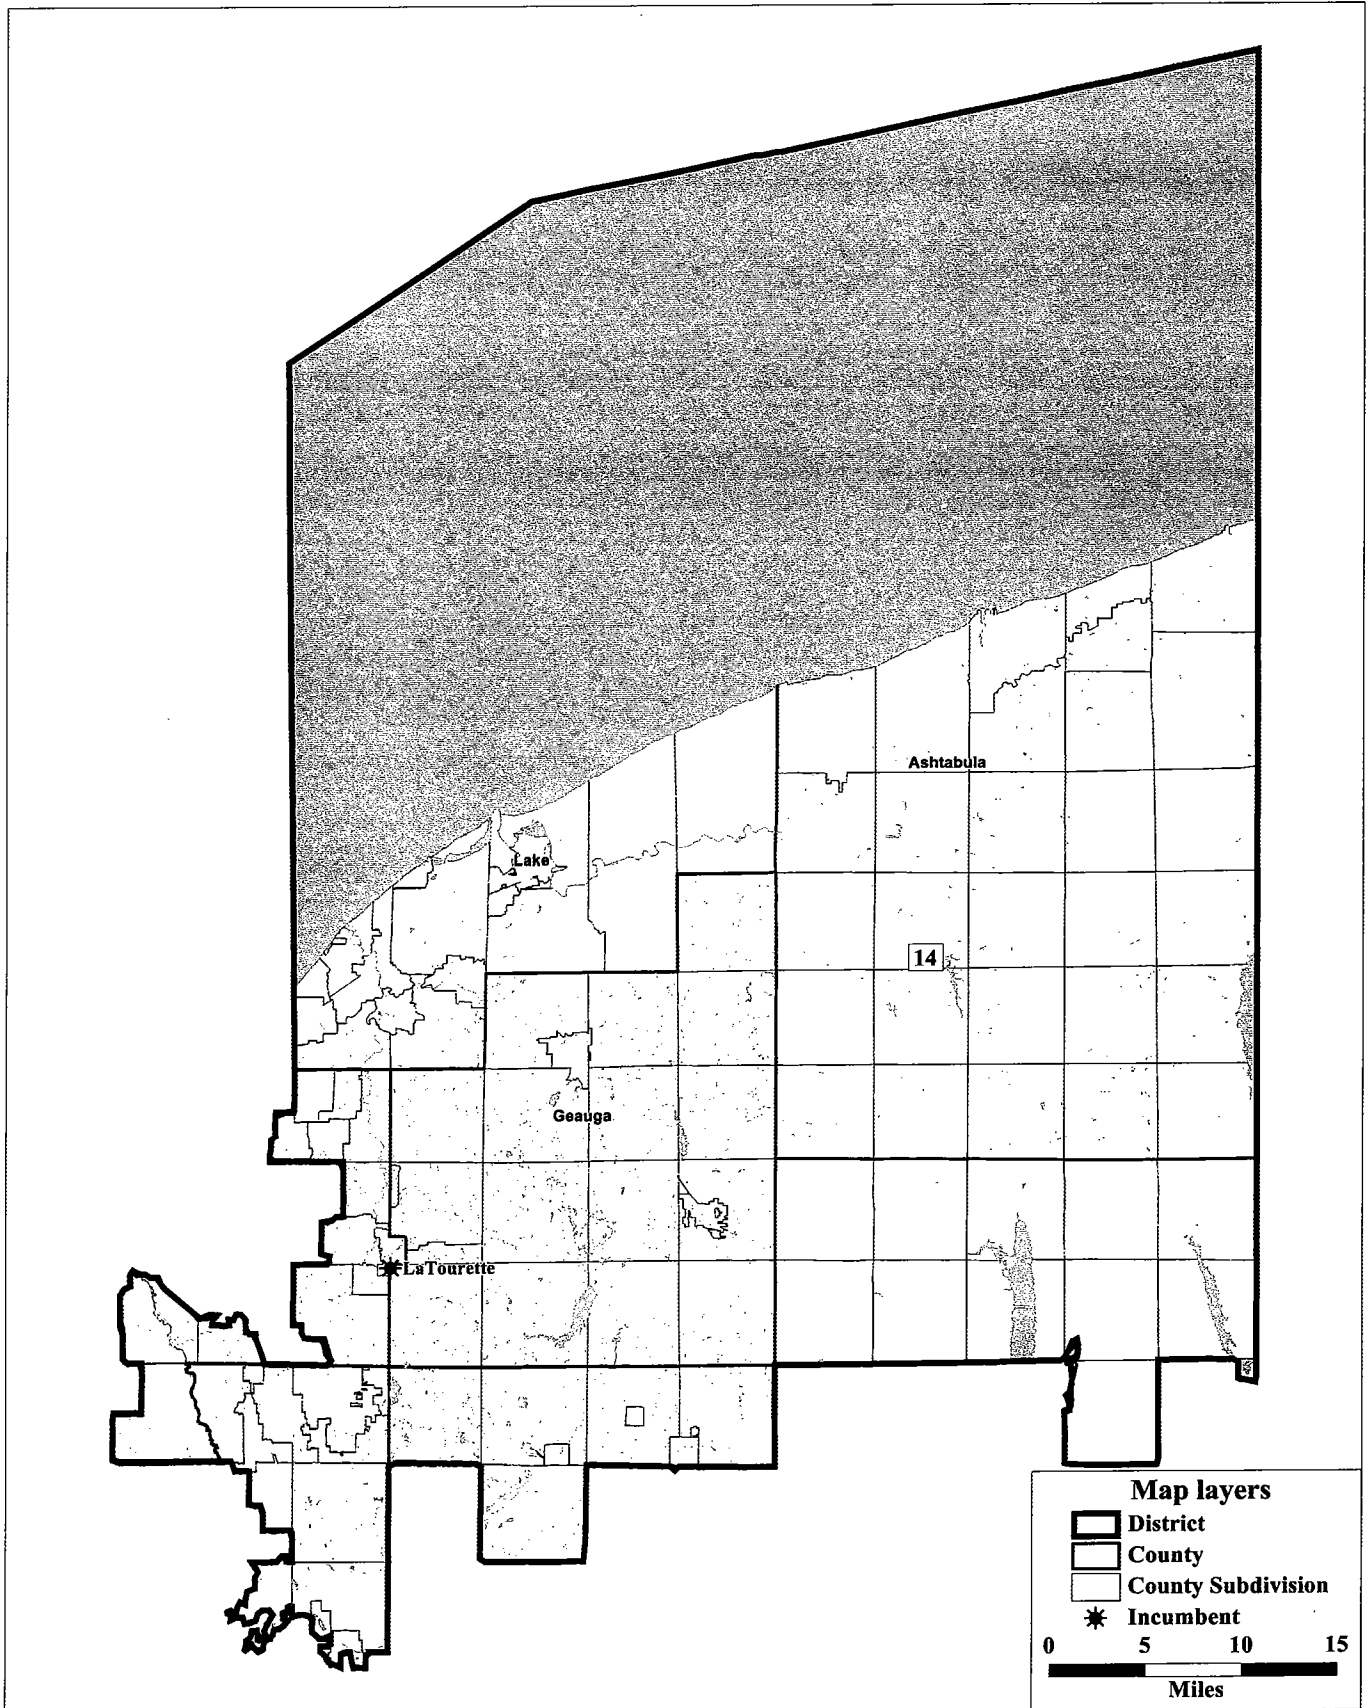 Ashtabula
Lake
14
Geauga
LaTourette
Map layers
District
County
County Subdivision
Incumbent
0 5 10 15
Miles